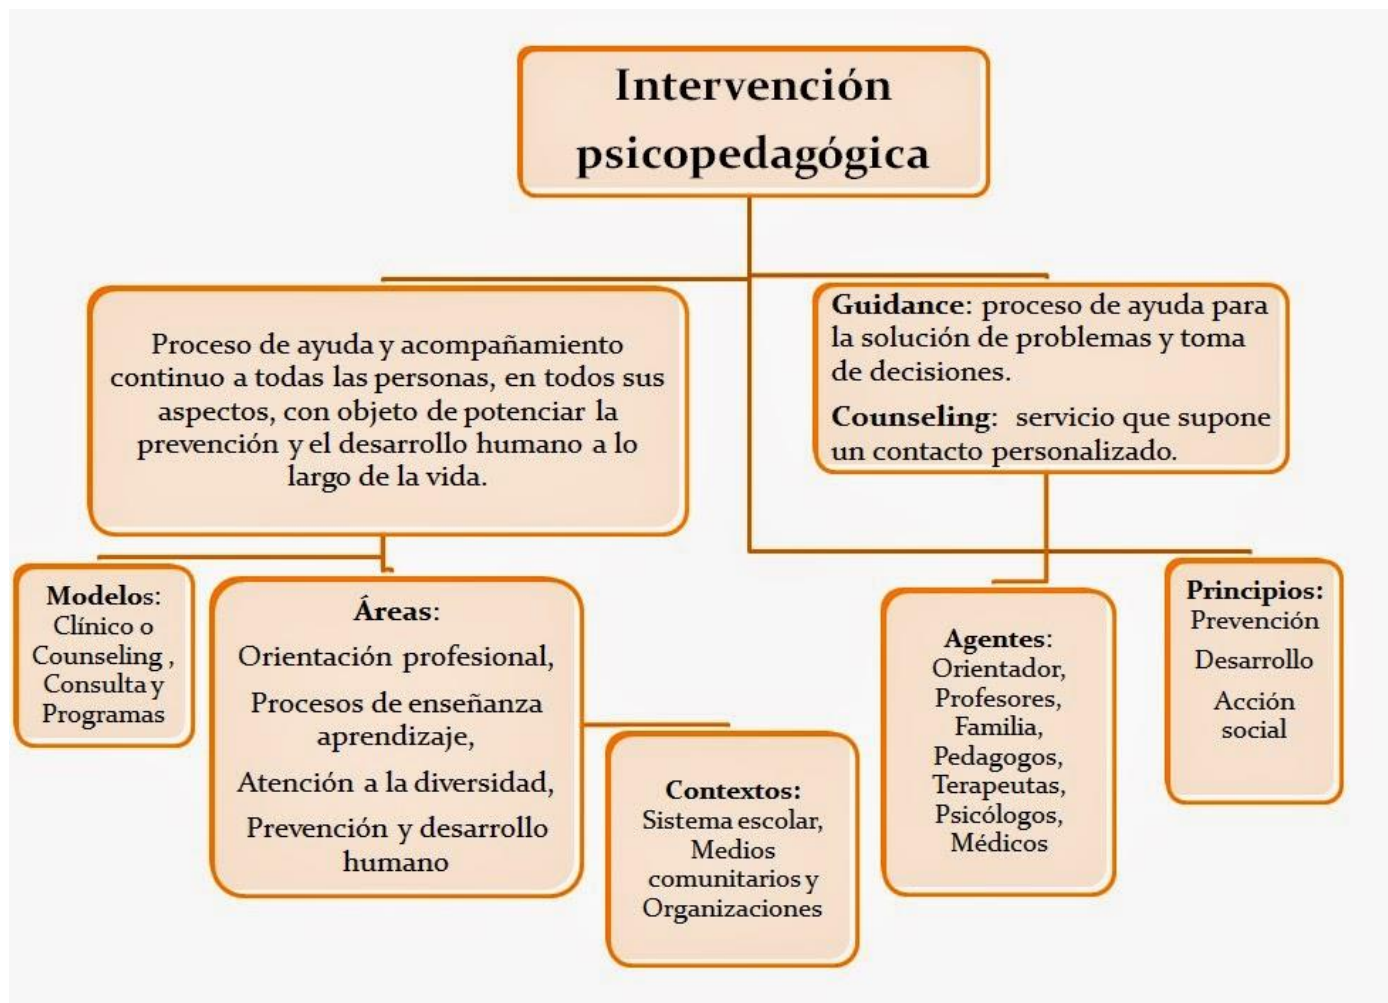 Intervención
psicopedagógica
Proceso de ayuda y acompañamiento
continuo a todas las personas, en todos sus
aspectos, con objeto de potenciar la
prevención y el desarrollo humano a lo
largo de la vida.
Guidance: proceso de ayuda para
la solución de problemas y toma
de decisiones.
Counseling: servicio que supone
un contacto personalizado.
Modelos:
Clínico o
Counseling ,
Consulta y
Programas
Áreas:
Orientación profesional,
Procesos de enseñanza
aprendizaje,
Atención a la diversidad,
Prevención y desarrollo
humano
Contextos:
Sistema escolar,
Medios
comunitarios y
Organizaciones
Agentes:
Orientador,
Profesores,
Familia,
Pedagogos,
Terapeutas,
Psicólogos,
Médicos
Principios:
Prevención
Desarrollo
Acción
social